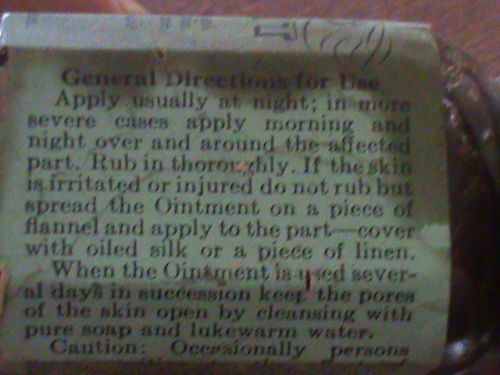 General Directions for Use
Apply usually at night; in more
severe cases apply morning and
night over and around the affected
part. Rub in thoroughly. If the skin
is irritated or injured do not rub but
spread the Ointment on a piece of
flannel and apply to the part—cover
with oiled silk or a piece of linen.
When the Ointment is used sever-
al days in succession keep the pores
of the skin open by cleansing with
pure soap and lukewarm water.
Caution: Occasionally persons